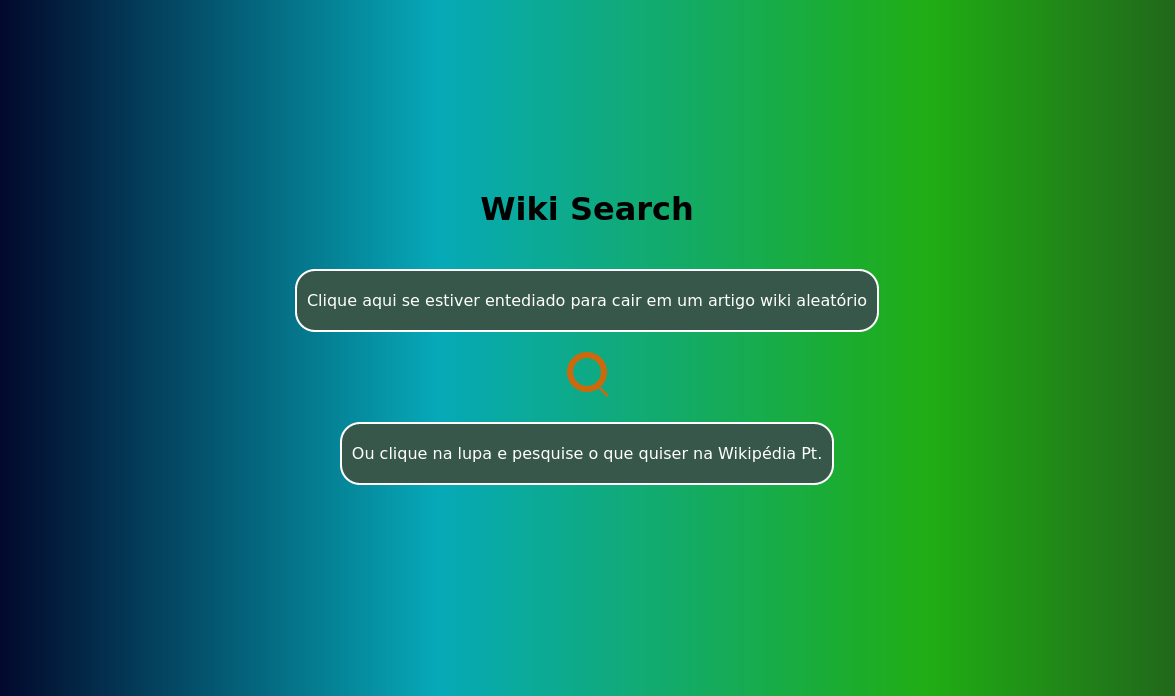 Wiki Search
Clique aqui se estiver entediado para cair em um artigo wiki aleatório
Ou clique na lupa e pesquise o que quiser na Wikipédia Pt.